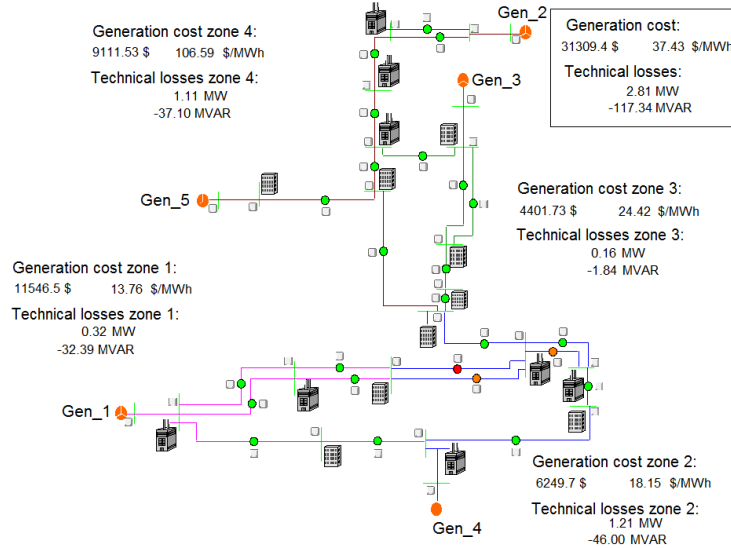 Generation cost zone 4:
9111.53 $ 106.59 $/MWh
Technical losses zone 4:
1.11 MW
-37.10 MVAR
Gen_2
Generation cost:
31309.4 $ 37.43 $/MWh
Technical losses:
2.81 MW
-117.34 MVAR
Gen_3
Gen_5
Generation cost zone 3:
4401.73 $ 24.42 $/MWh
Technical losses zone 3:
0.16 MW
-1.84 MVAR
Generation cost zone 1:
11546.5 $ 13.76 $/MWh
Technical losses zone 1:
0.32 MW
-32.39 MVAR
Gen_1
Gen_4
Generation cost zone 2:
6249.7 $ 18.15 $/MWh
Technical losses zone 2:
1.21 MW
-46.00 MVAR